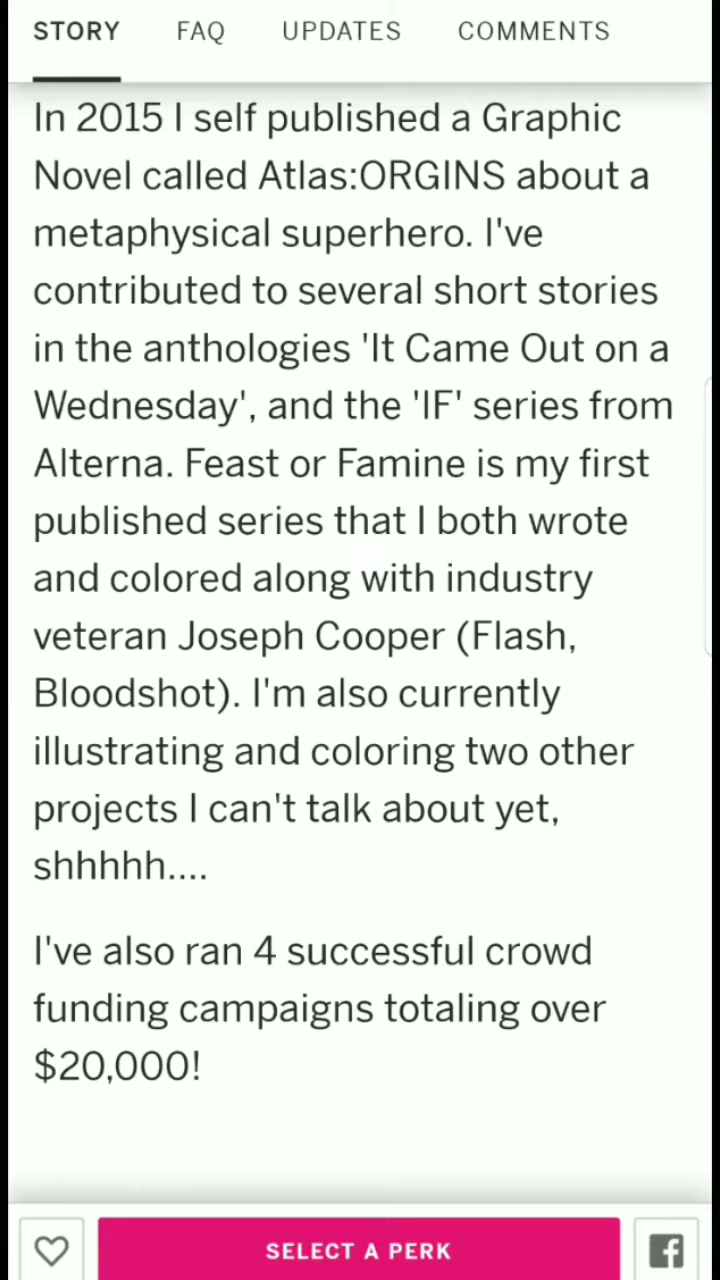 STORY FAQ UPDATES COMMENTS
In 2015 I self published a Graphic
Novel called Atlas:ORGINS about a
metaphysical superhero. I've
contributed to several short stories
in the anthologies 'It Came Out on a
Wednesday', and the 'IF' series from
Alterna. Feast or Famine is my first
published series that I both wrote
and colored along with industry
veteran Joseph Cooper (Flash,
Bloodshot). I'm also currently
illustrating and coloring two other
projects I can't talk about yet,
shhhhh....
I've also ran 4 successful crowd
funding campaigns totaling over
$20,000!
SELECT A PERK